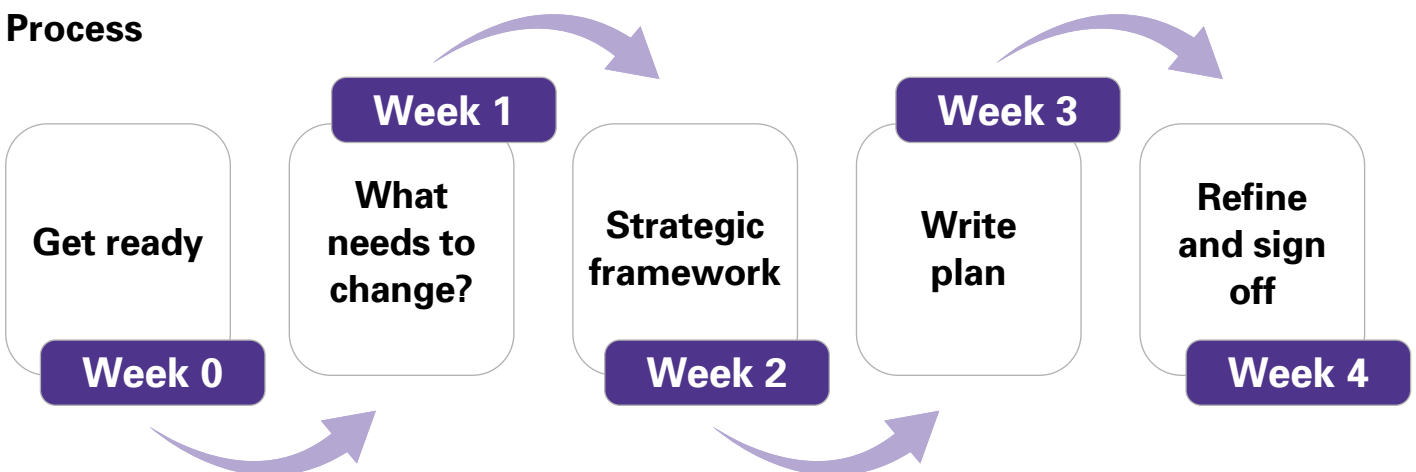 Process
Get ready
Week 0
Week 1
What
needs to
change?
Strategic
framework
Week 2
Week 3
Write
plan
Refine
and sign
off
Week 4